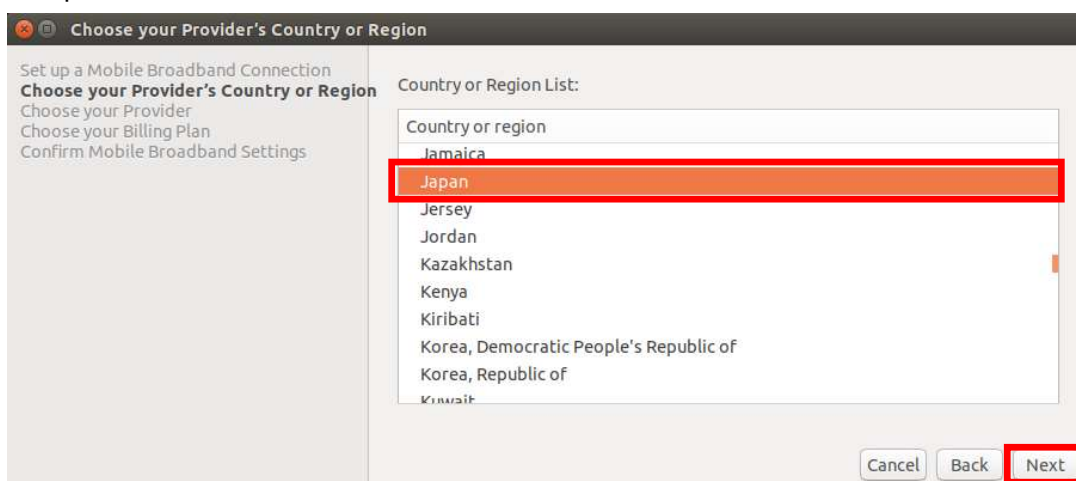 Choose your Provider's Country or Region
Set up a Mobile Broadband Connection
Choose your Provider's Country or Region
Choose your Provider
Choose your Billing Plan
Confirm Mobile Broadband Settings
Country or Region List:
Country or region
Jamaica
Japan
Jersey
Jordan
Kazakhstan
Kenya
Kiribati
Korea, Democratic People's Republic of
Korea, Republic of
Kuwait
Cancel Back Next